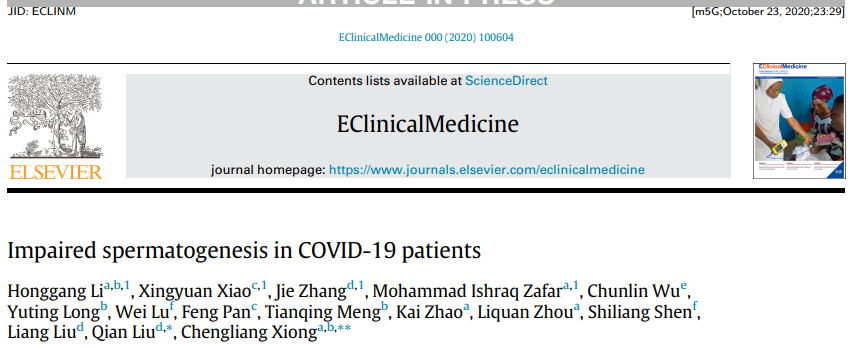 ARTICLE IN PRESS
JID: ECLINM
[m5G;October 23, 2020;23:29]
EClinicalMedicine 000 (2020) 100604
Contents lists available at ScienceDirect
EClinicalMedicine
journal homepage: https://www.journals.elsevier.com/eclinicalmedicine
ELSEVIER
EClinicalMedicine
Impaired spermatogenesis in COVID-19 patients
Honggang Li^a,b,1, Xingyuan Xiao^c,1, Jie Zhang^d,1, Mohammad Ishraq Zafar^a,1, Chunlin Wu^e,
Yuting Long^b, Wei Lu^f, Feng Pan^c, Tianqing Meng^b, Kai Zhao^a, Liquan Zhou^a, Shiliang Shen^f,
Liang Liu^d, Qian Liu^d,*, Chengliang Xiong^a,b,**